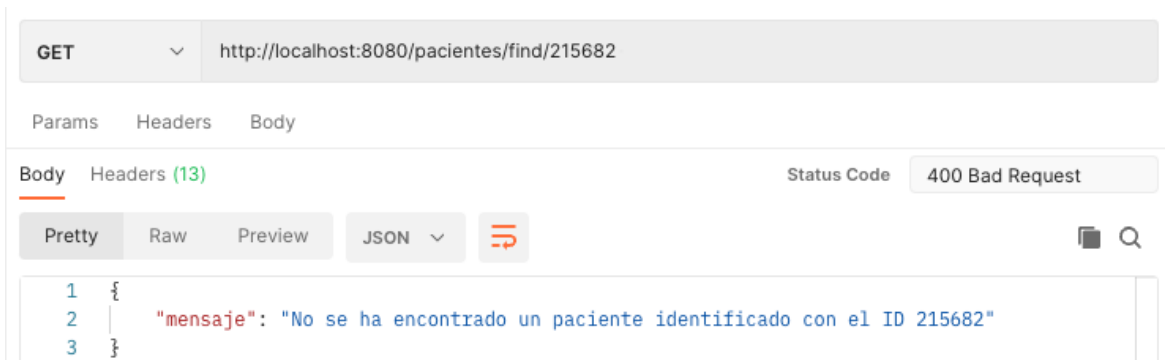 GET http://localhost:8080/pacientes/find/215682
Params Headers Body
Body Headers (13) Status Code 400 Bad Request
Pretty Raw Preview JSON
1 {
2 "mensaje": "No se ha encontrado un paciente identificado con el ID 215682"
3 }